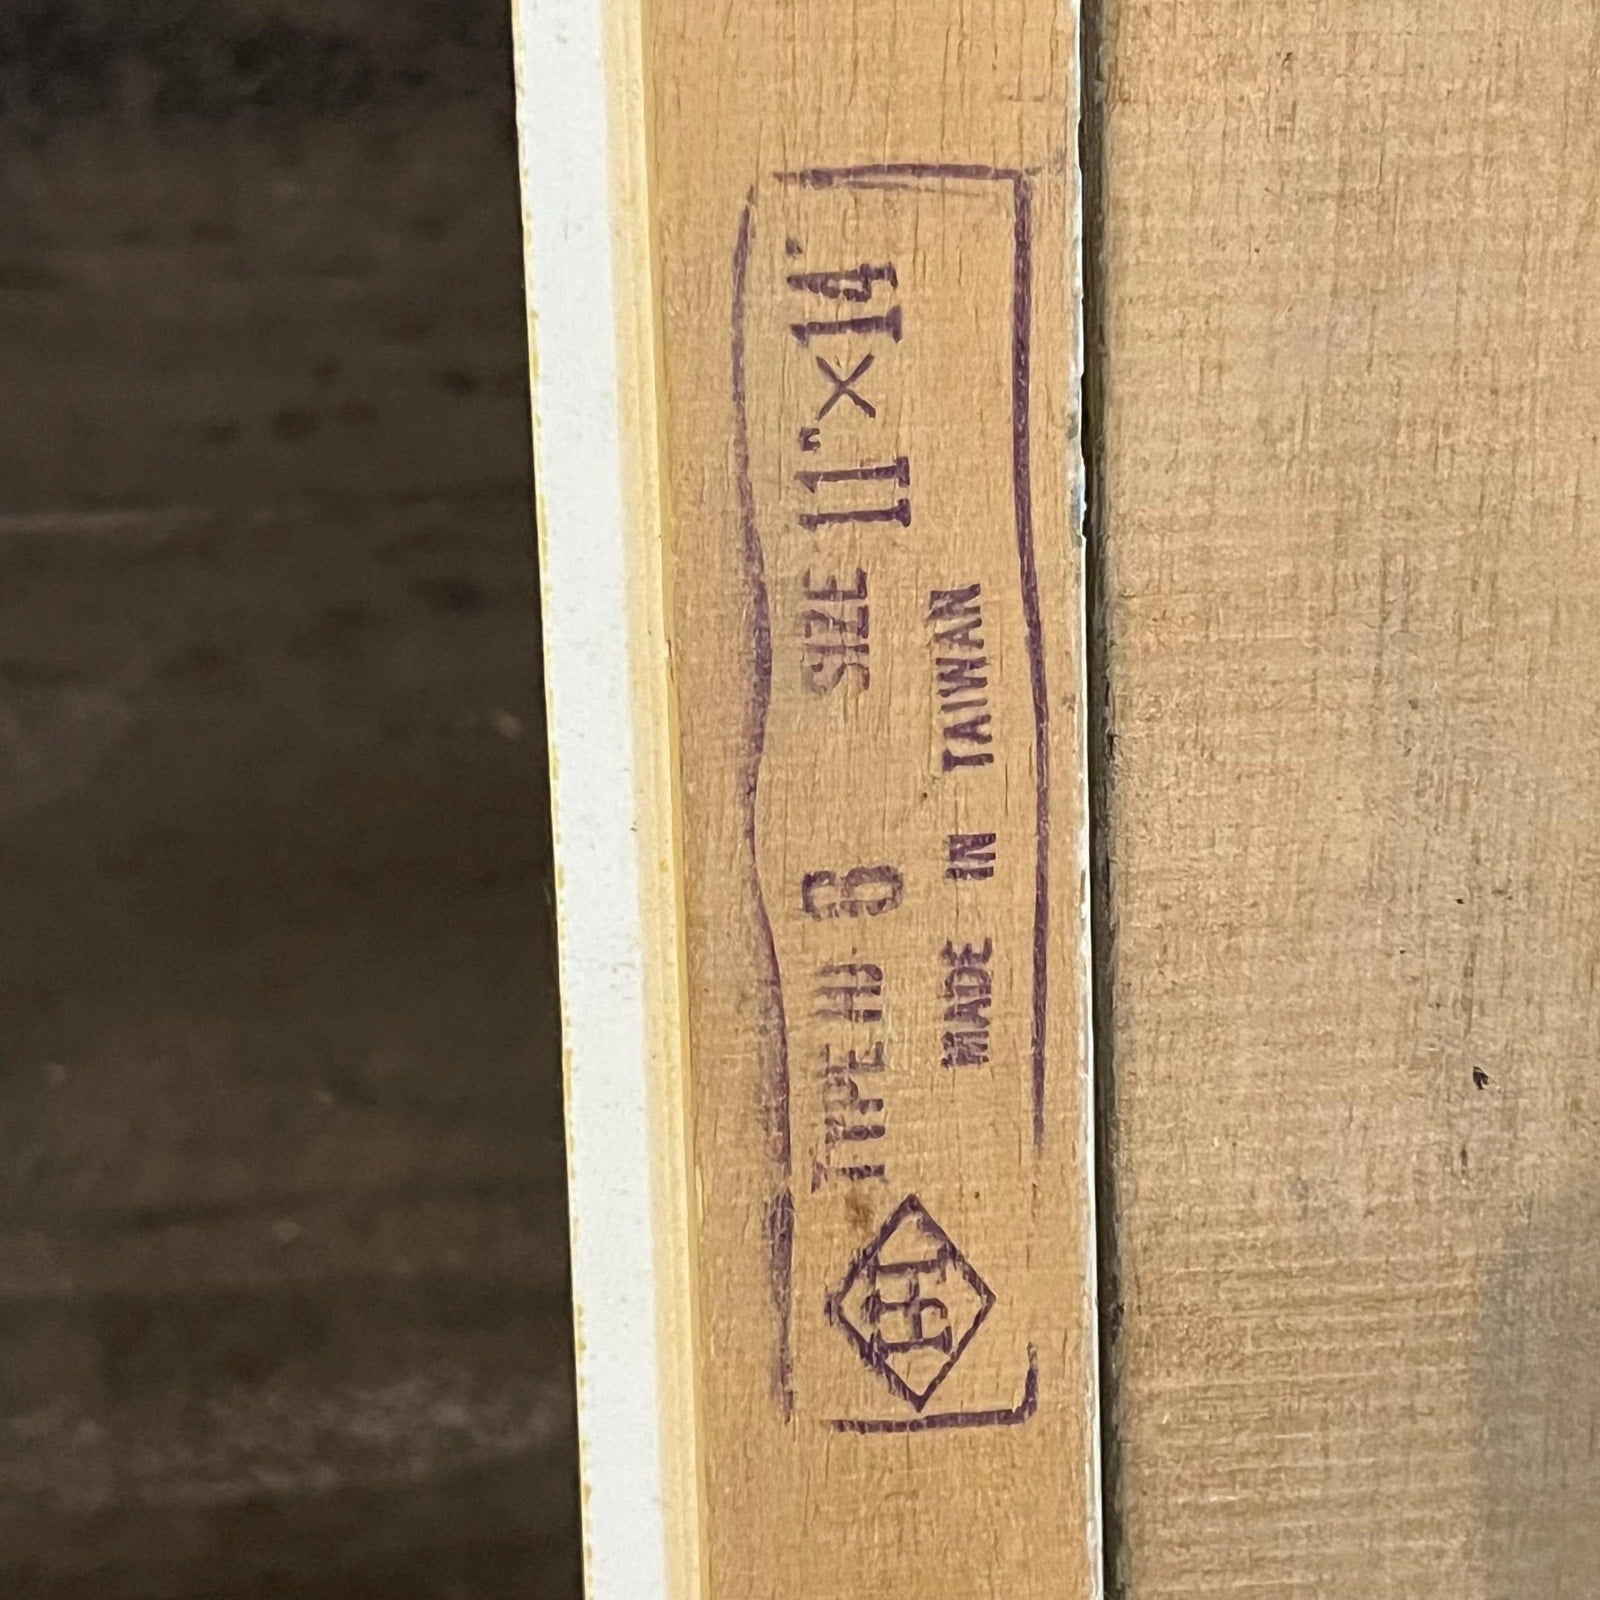 TYPE HJ 8 SIZE 11"×14"
MADE IN TAIWAN